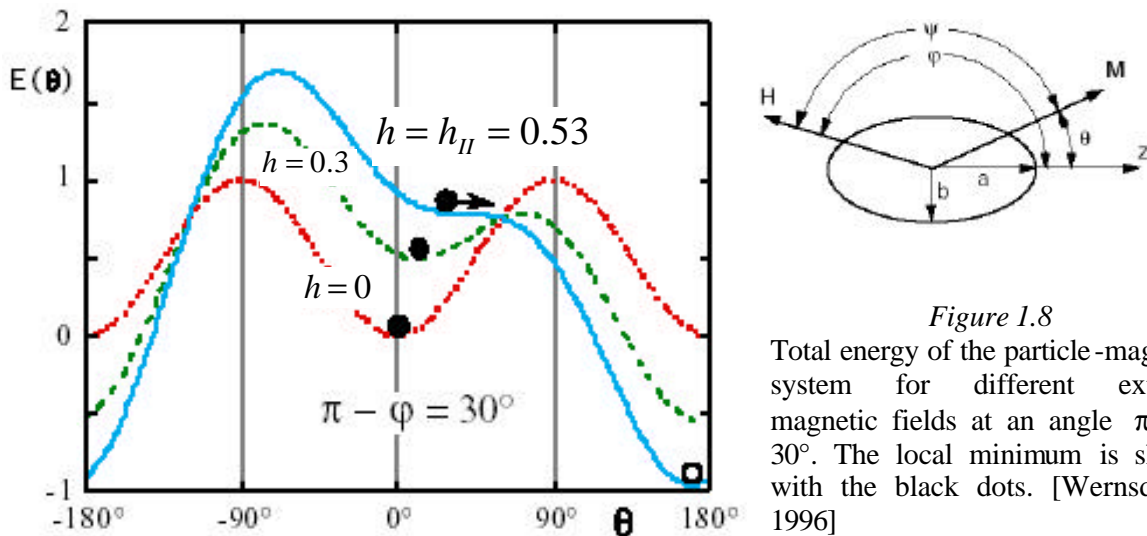 2
E(θ)
1
0
-1
-180°
-90°
0°
θ
90°
180°
h = h_II = 0.53
h = 0.3
h = 0
π − φ = 30°
ψ
φ
H
M
θ
z
a
b
Figure 1.8
Total energy of the particle-mag
system for different ex
magnetic fields at an angle π
30°. The local minimum is s
with the black dots. [Wernsd
1996]